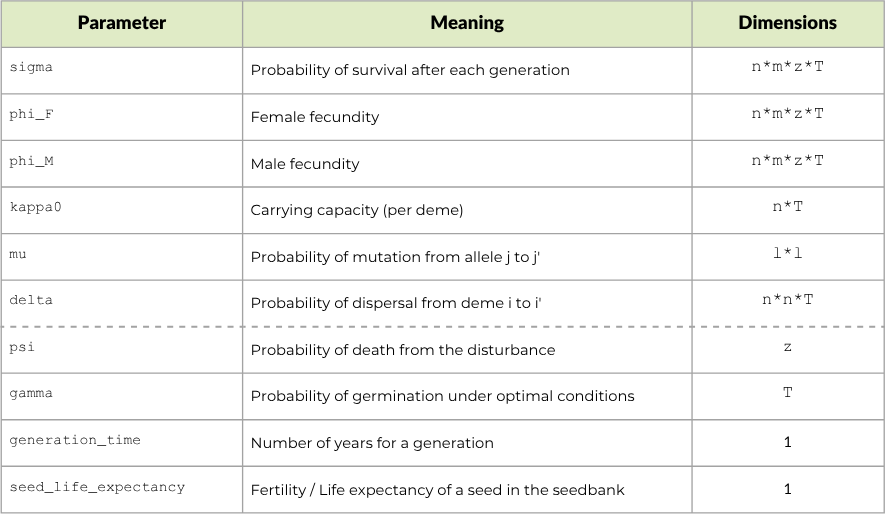 Parameter Meaning Dimensions
sigma Probability of survival after each generation n*m*z*T
phi_F Female fecundity n*m*z*T
phi_M Male fecundity n*m*z*T
kappa0 Carrying capacity (per deme) n*T
mu Probability of mutation from allele j to j' l*l
delta Probability of dispersal from deme i to i' n*n*T
psi Probability of death from the disturbance z
gamma Probability of germination under optimal conditions T
generation_time Number of years for a generation 1
seed_life_expectancy Fertility / Life expectancy of a seed in the seedbank 1